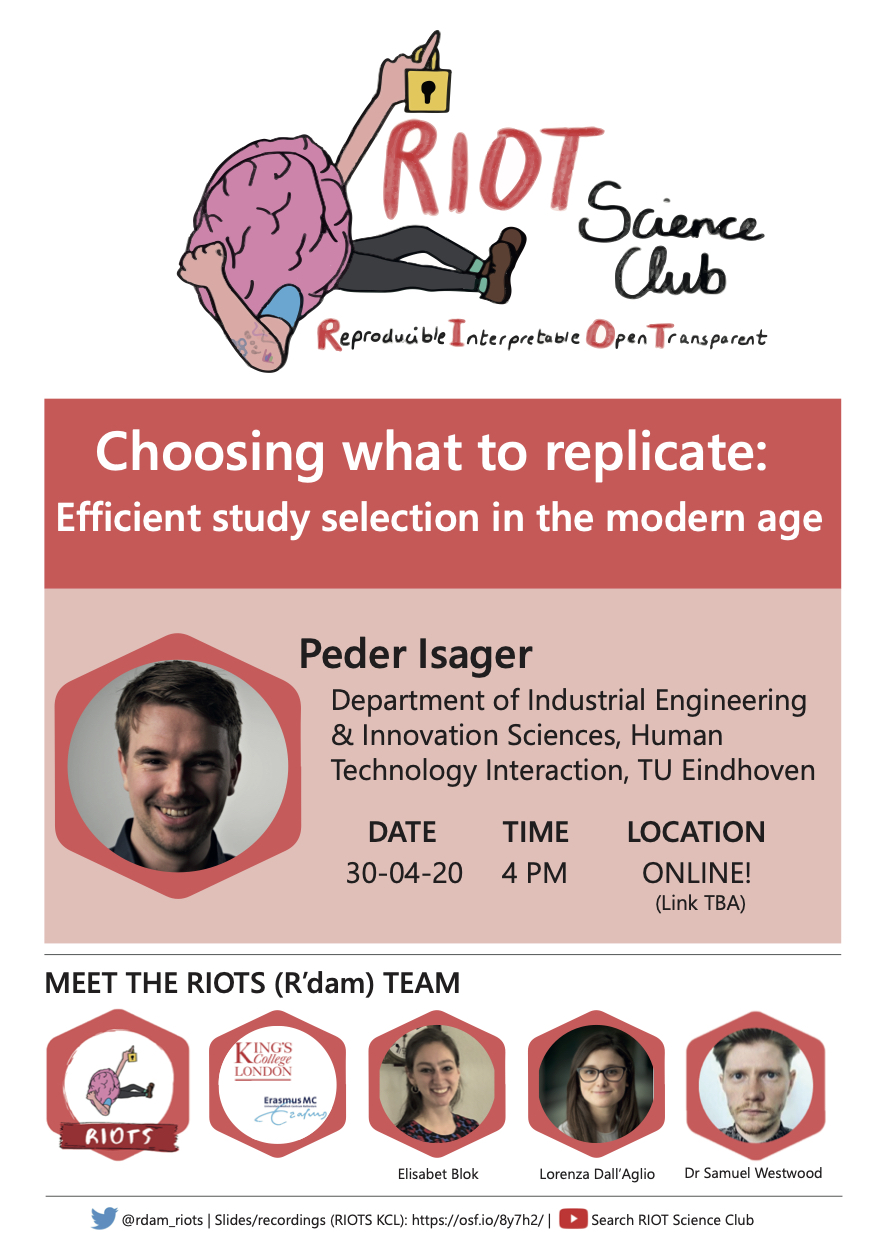 RIOT
Science
Club
Reproducible Interpretable Open Transparent
Choosing what to replicate:
Efficient study selection in the modern age
Peder Isager
Department of Industrial Engineering
& Innovation Sciences, Human
Technology Interaction, TU Eindhoven
DATE TIME LOCATION
30-04-20 4 PM ONLINE!
(Link TBA)
MEET THE RIOTS (R'dam) TEAM
RIOTS
KING'S
College
LONDON
Erasmus MC
Erasmus
Elisabet Blok Lorenza Dall'Aglio Dr Samuel Westwood
@rdam_riots | Slides/recordings (RIOTS KCL): https://osf.io/8y7h2/ | Search RIOT Science Club